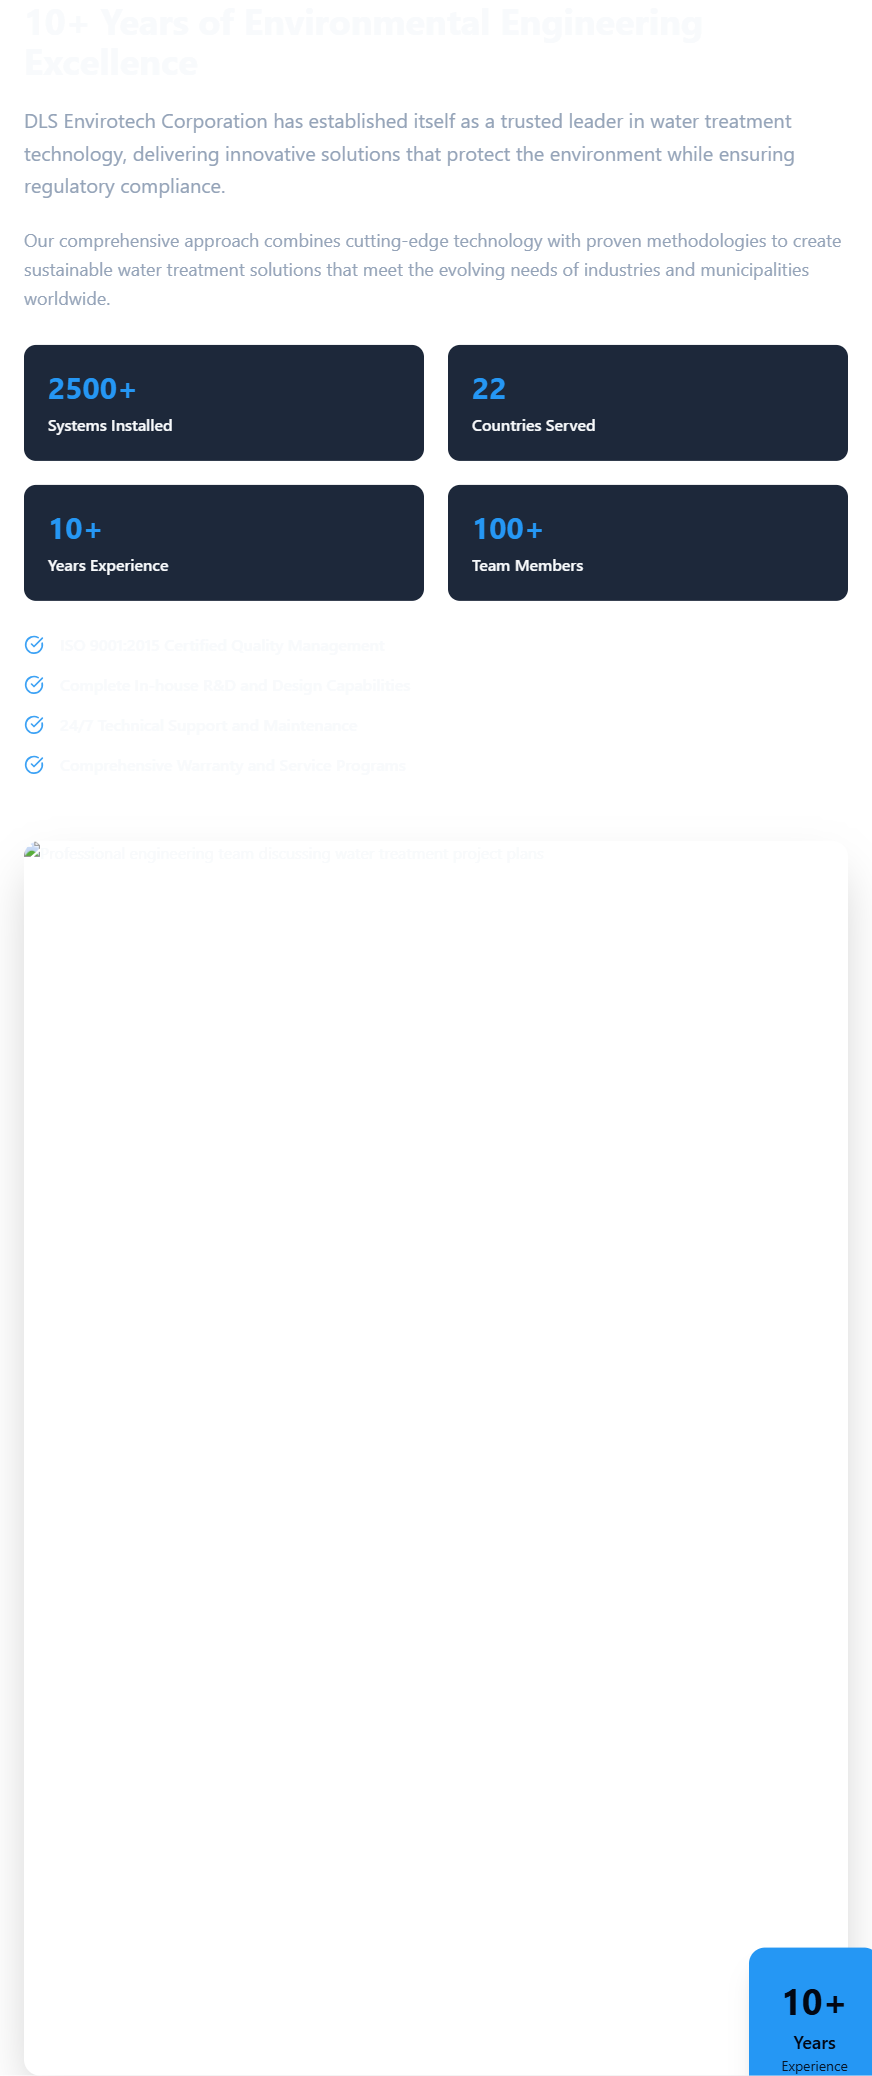 10+ Years of Environmental Engineering
Excellence
DLS Envirotech Corporation has established itself as a trusted leader in water treatment
technology, delivering innovative solutions that protect the environment while ensuring
regulatory compliance.
Our comprehensive approach combines cutting-edge technology with proven methodologies to create
sustainable water treatment solutions that meet the evolving needs of industries and municipalities
worldwide.
2500+
Systems Installed
22
Countries Served
10+
Years Experience
100+
Team Members
ISO 9001:2015 Certified Quality Management
Complete In-house R&D and Design Capabilities
24/7 Technical Support and Maintenance
Comprehensive Warranty and Service Programs
Professional engineering team discussing water treatment project plans
10+
Years
Experience